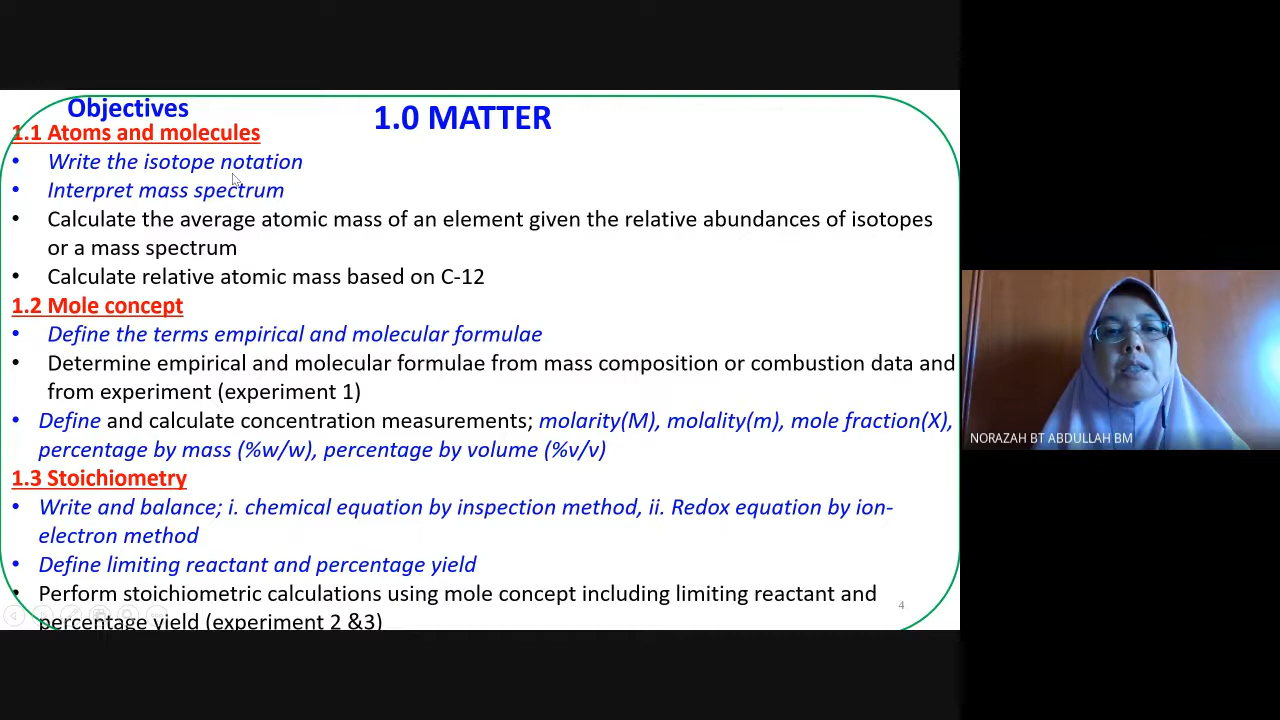 Objectives
1.0 MATTER
1.1 Atoms and molecules
• Write the isotope notation
• Interpret mass spectrum
• Calculate the average atomic mass of an element given the relative abundances of isotopes
or a mass spectrum
• Calculate relative atomic mass based on C-12
1.2 Mole concept
• Define the terms empirical and molecular formulae
• Determine empirical and molecular formulae from mass composition or combustion data and
from experiment (experiment 1)
• Define and calculate concentration measurements; molarity(M), molality(m), mole fraction(X),
percentage by mass (%w/w), percentage by volume (%v/v)
1.3 Stoichiometry
• Write and balance; i. chemical equation by inspection method, ii. Redox equation by ion-
electron method
• Define limiting reactant and percentage yield
• Perform stoichiometric calculations using mole concept including limiting reactant and
percentage yield (experiment 2 &3)
4
NORAZAH BT ABDULLAH BM